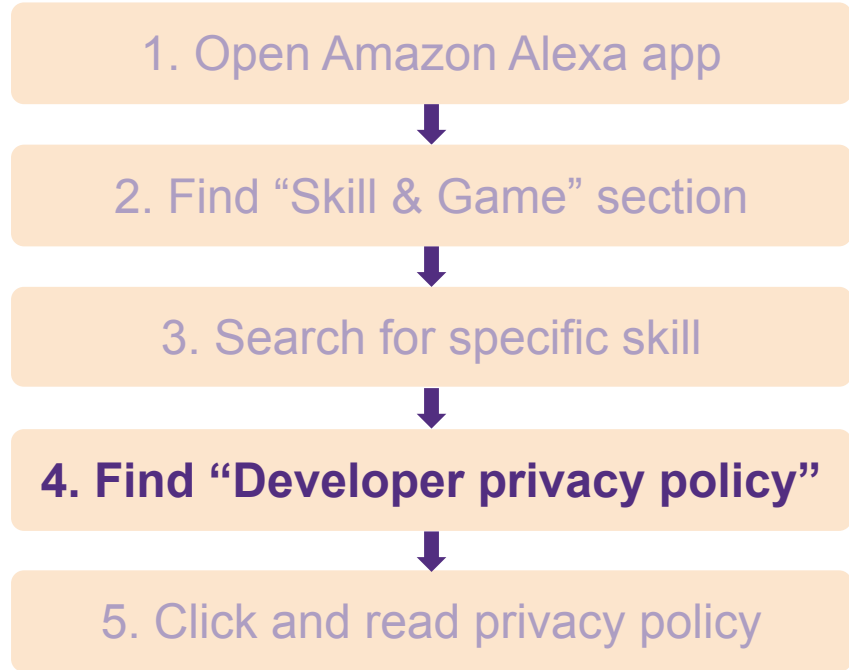 1. Open Amazon Alexa app
2. Find “Skill & Game” section
3. Search for specific skill
4. Find “Developer privacy policy”
5. Click and read privacy policy